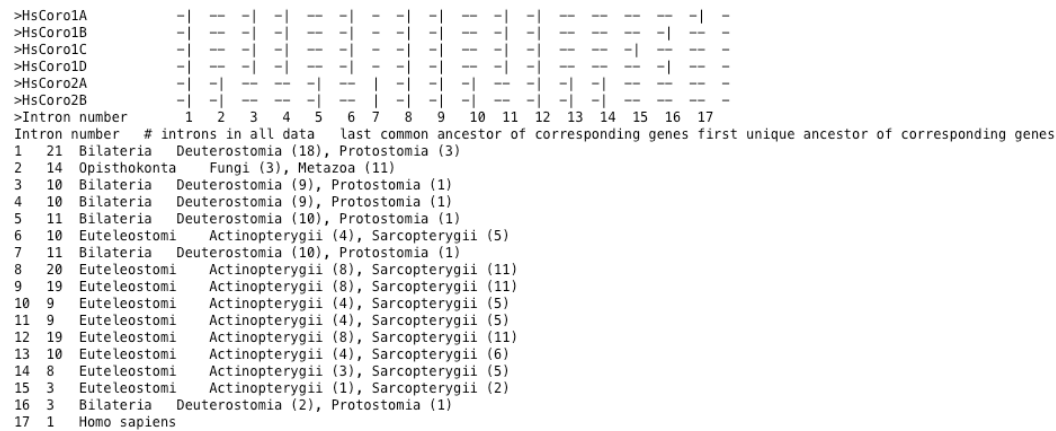 >HsCoro1A -| -- -| -| -- -| - -| -| -- -| -| -- -- -- -- -| -
>HsCoro1B -| -- -| -| -- -| - -| -| -- -| -| -- -- -- -| -- -
>HsCoro1C -| -- -| -| -- -| - -| -| -- -| -| -- -- -| -- -- -
>HsCoro1D -| -- -| -| -- -| - -| -| -- -| -| -- -- -- -| -- -
>HsCoro2A -| -| -- -- -| -- | -| -| -| -- -| -| -| -- -- -- -
>HsCoro2B -| -| -- -- -| -- | -| -| -| -- -| -| -| -- -- -- -
>Intron number 1 2 3 4 5 6 7 8 9 10 11 12 13 14 15 16 17
Intron number # introns in all data last common ancestor of corresponding genes first unique ancestor of corresponding genes
1 21 Bilateria Deuterostomia (18), Protostomia (3)
2 14 Opisthokonta Fungi (3), Metazoa (11)
3 10 Bilateria Deuterostomia (9), Protostomia (1)
4 10 Bilateria Deuterostomia (9), Protostomia (1)
5 11 Bilateria Deuterostomia (10), Protostomia (1)
6 10 Euteleostomi Actinopterygii (4), Sarcopterygii (5)
7 11 Bilateria Deuterostomia (10), Protostomia (1)
8 20 Euteleostomi Actinopterygii (8), Sarcopterygii (11)
9 19 Euteleostomi Actinopterygii (8), Sarcopterygii (11)
10 9 Euteleostomi Actinopterygii (4), Sarcopterygii (5)
11 9 Euteleostomi Actinopterygii (4), Sarcopterygii (5)
12 19 Euteleostomi Actinopterygii (8), Sarcopterygii (11)
13 10 Euteleostomi Actinopterygii (4), Sarcopterygii (6)
14 8 Euteleostomi Actinopterygii (3), Sarcopterygii (5)
15 3 Euteleostomi Actinopterygii (1), Sarcopterygii (2)
16 3 Bilateria Deuterostomia (2), Protostomia (1)
17 1 Homo sapiens